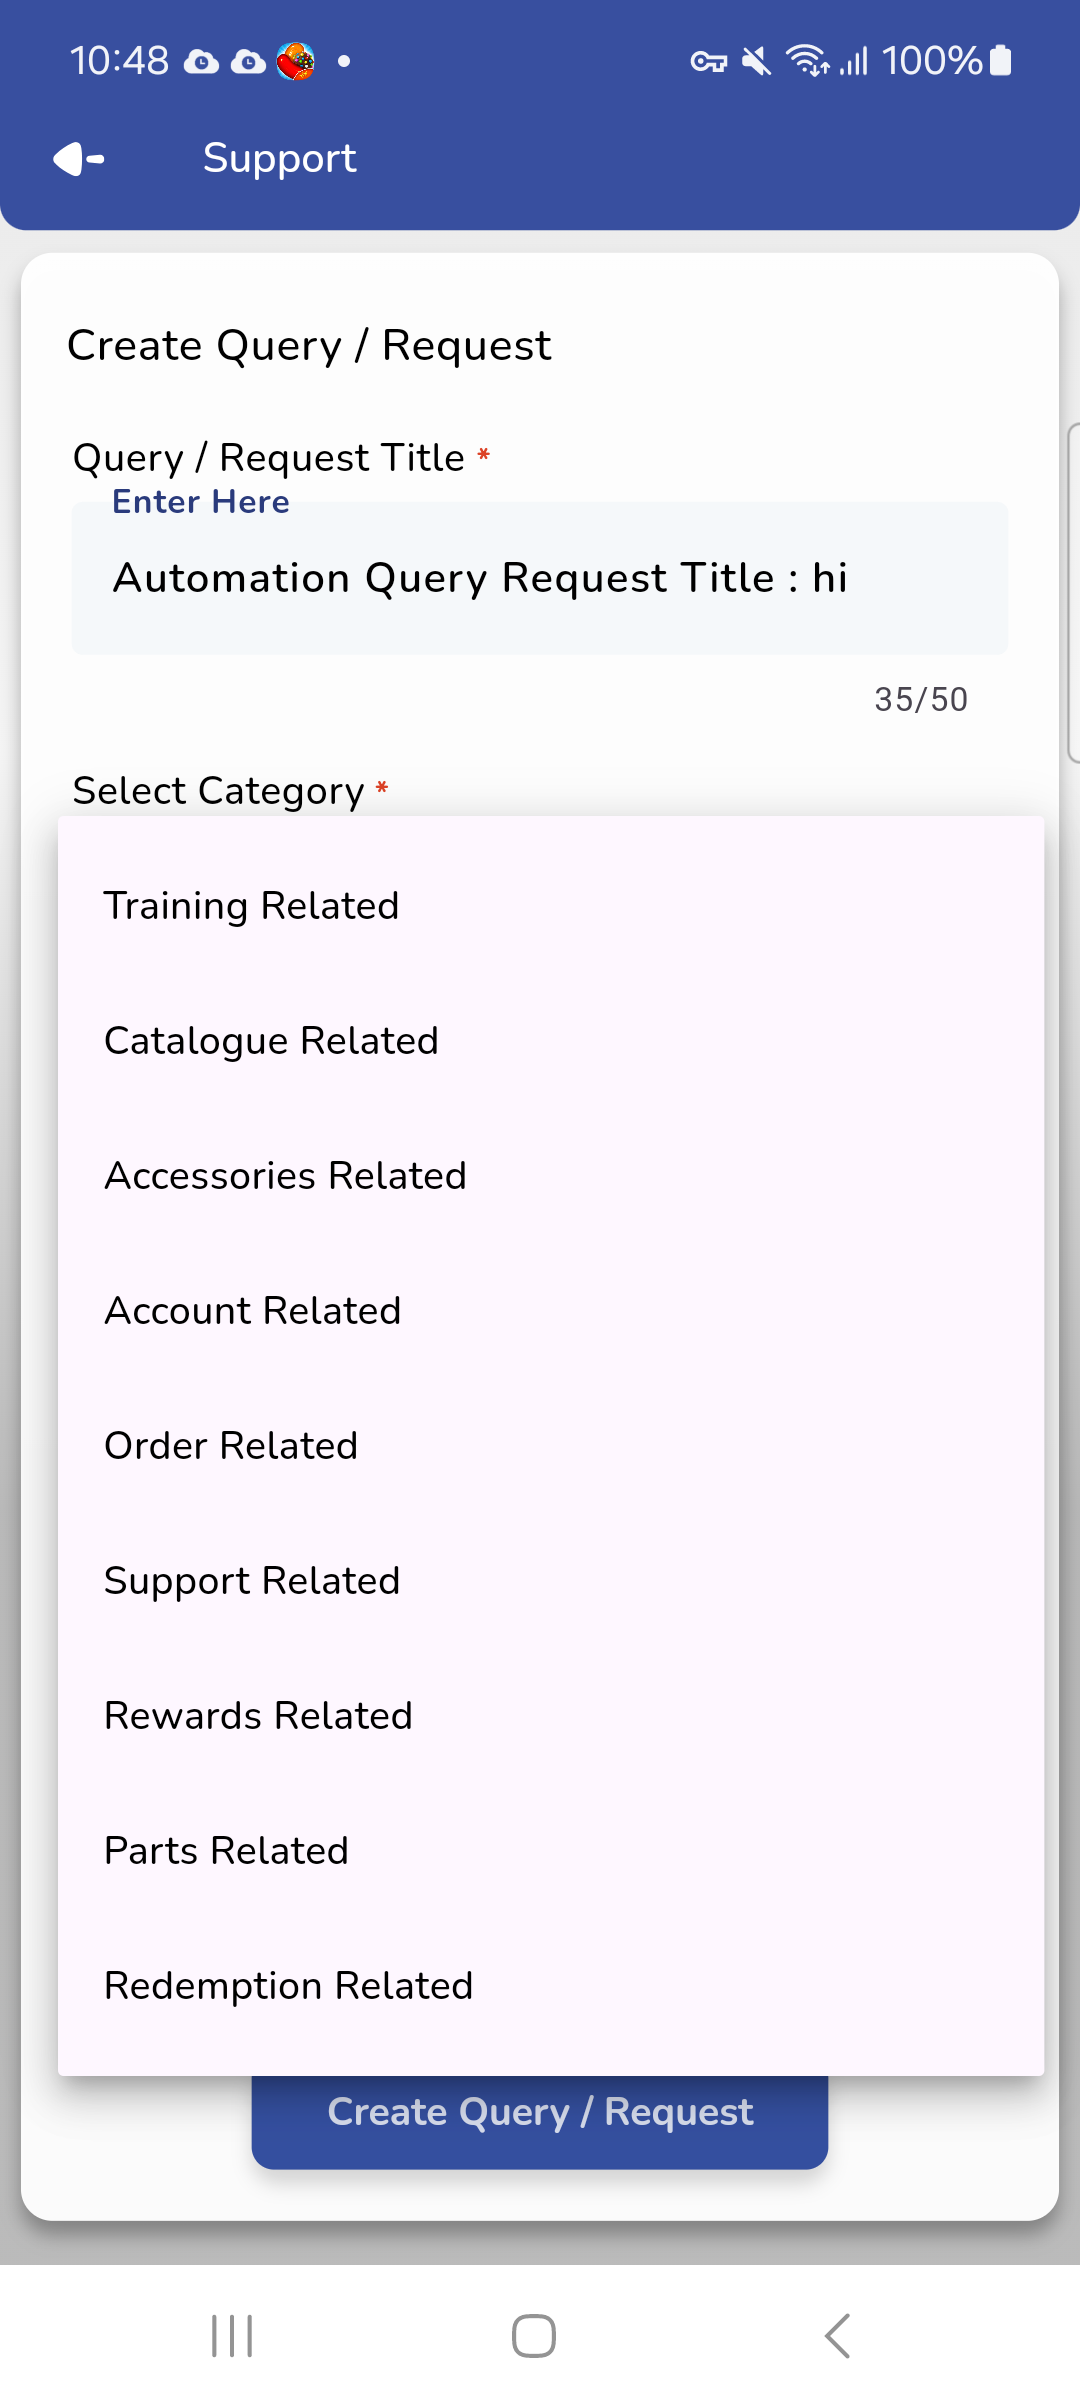 10:48
100%
Support
Create Query / Request
Query / Request Title *
Enter Here
Automation Query Request Title : hi
35/50
Select Category *
Training Related
Catalogue Related
Accessories Related
Account Related
Order Related
Support Related
Rewards Related
Parts Related
Redemption Related
Create Query / Request